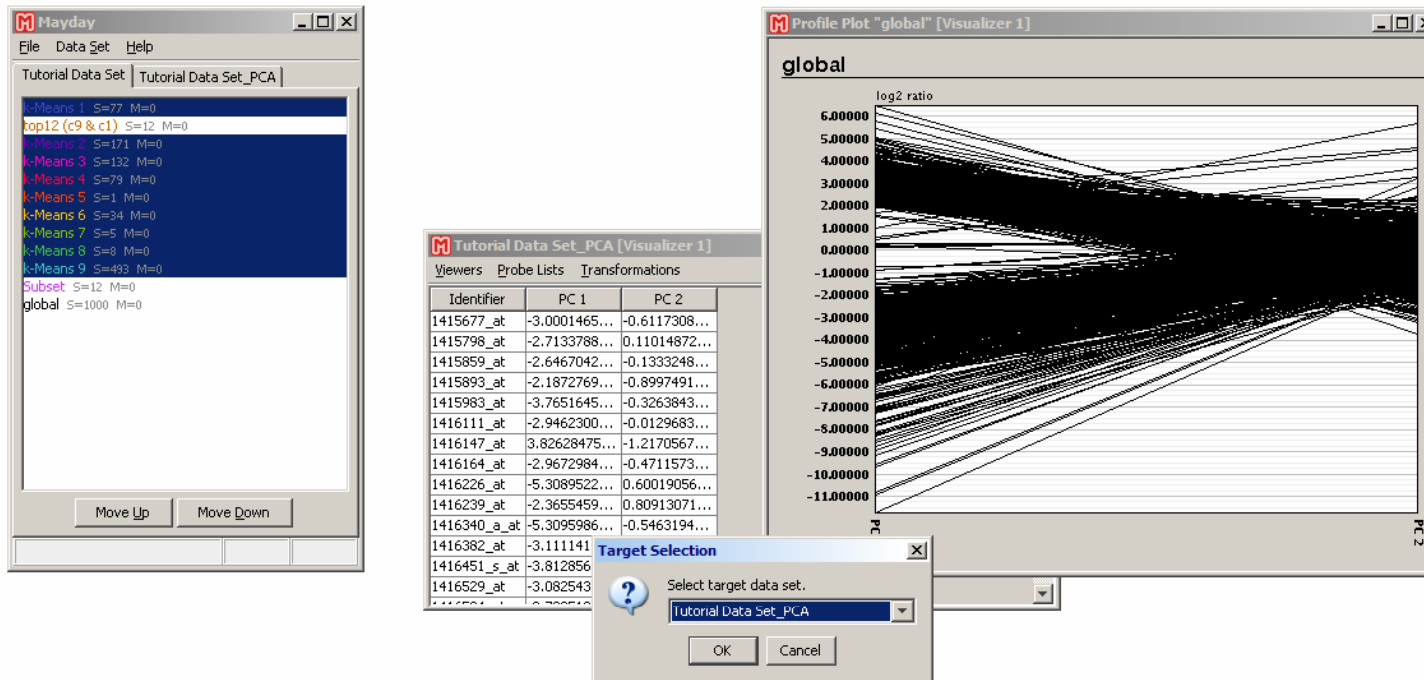 Mayday
File Data Set Help
Tutorial Data Set Tutorial Data Set_PCA
k-Means 1 S=77 M=0
top12 (c9 & c1) S=12 M=0
k-Means 2 S=171 M=0
k-Means 3 S=132 M=0
k-Means 4 S=79 M=0
k-Means 5 S=1 M=0
k-Means 6 S=34 M=0
k-Means 7 S=5 M=0
k-Means 8 S=8 M=0
k-Means 9 S=493 M=0
Subset S=12 M=0
global S=1000 M=0
Move Up Move Down
Tutorial Data Set_PCA [Visualizer 1]
Viewers Probe Lists Transformations
Identifier PC 1 PC 2
1415677_at -3.0001465... -0.6117308...
1415798_at -2.7133788... 0.11014872...
1415859_at -2.6467042... -0.1333248...
1415893_at -2.1872769... -0.8997491...
1415983_at -3.7651645... -0.3263843...
1416111_at -2.9462300... -0.0129683...
1416147_at 3.82628475... -1.2170567...
1416164_at -2.9672984... -0.4711573...
1416226_at -5.3089522... 0.60019056...
1416239_at -2.3655459... 0.80913071...
1416340_a_at -5.3095986... -0.5463194...
1416382_at -3.111141
1416451_s_at -3.812856
1416529_at -3.082543
Target Selection
Select target data set.
Tutorial Data Set_PCA
OK Cancel
Profile Plot "global" [Visualizer 1]
global
log2 ratio
6.00000
5.00000
4.00000
3.00000
2.00000
1.00000
0.00000
-1.00000
-2.00000
-3.00000
-4.00000
-5.00000
-6.00000
-7.00000
-8.00000
-9.00000
-10.00000
-11.00000
PC
PC 2